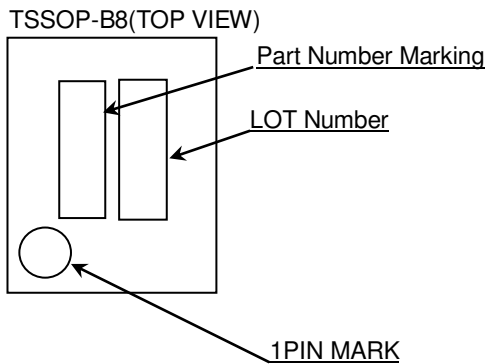 TSSOP-B8(TOP VIEW)
Part Number Marking
LOT Number
1PIN MARK